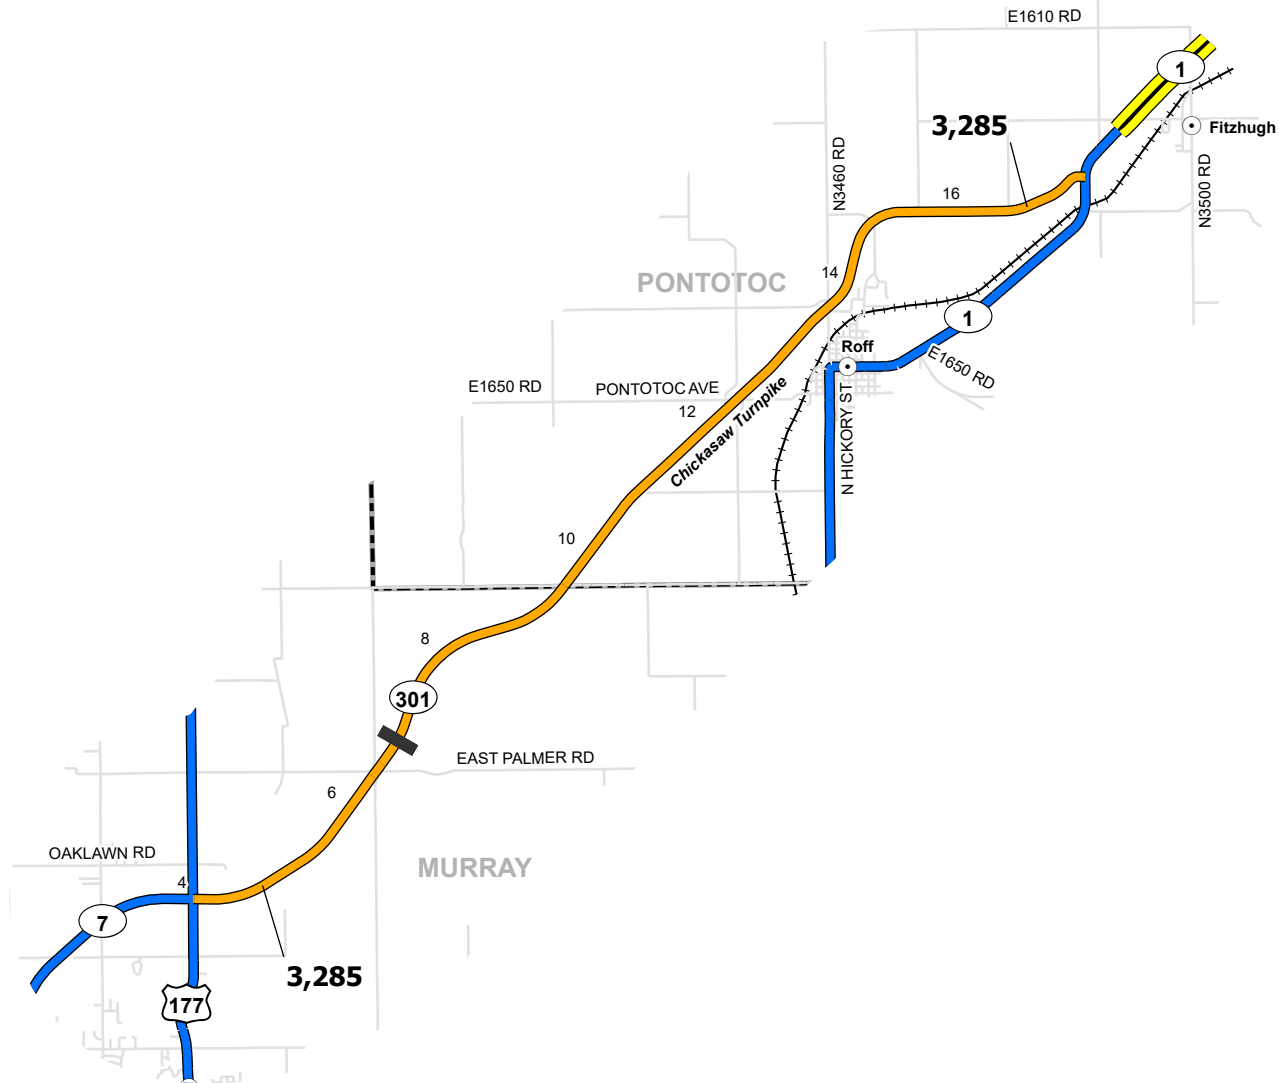 E1610 RD
1
3,285
Fitzhugh
N3460 RD
N3500 RD
16
14
PONTOTOC
1
Roff
E1650 RD
E1650 RD
PONTOTOC AVE
12
Chickasaw Turnpike
N HICKORY ST
10
8
301
EAST PALMER RD
6
OAKLAWN RD
MURRAY
4
7
3,285
177